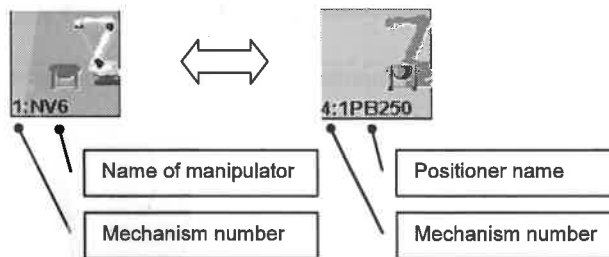 1:NV6
4:1PB250
Name of manipulator
Positioner name
Mechanism number
Mechanism number